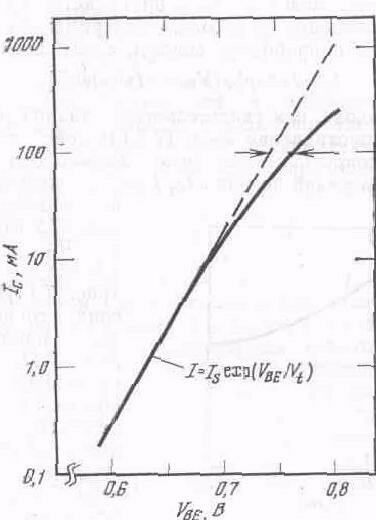 1000
100
10
1,0
0,1
I_C, мА
I=I_S exp(V_BE/V_t)
0,6
0,7
0,8
V_BE, В